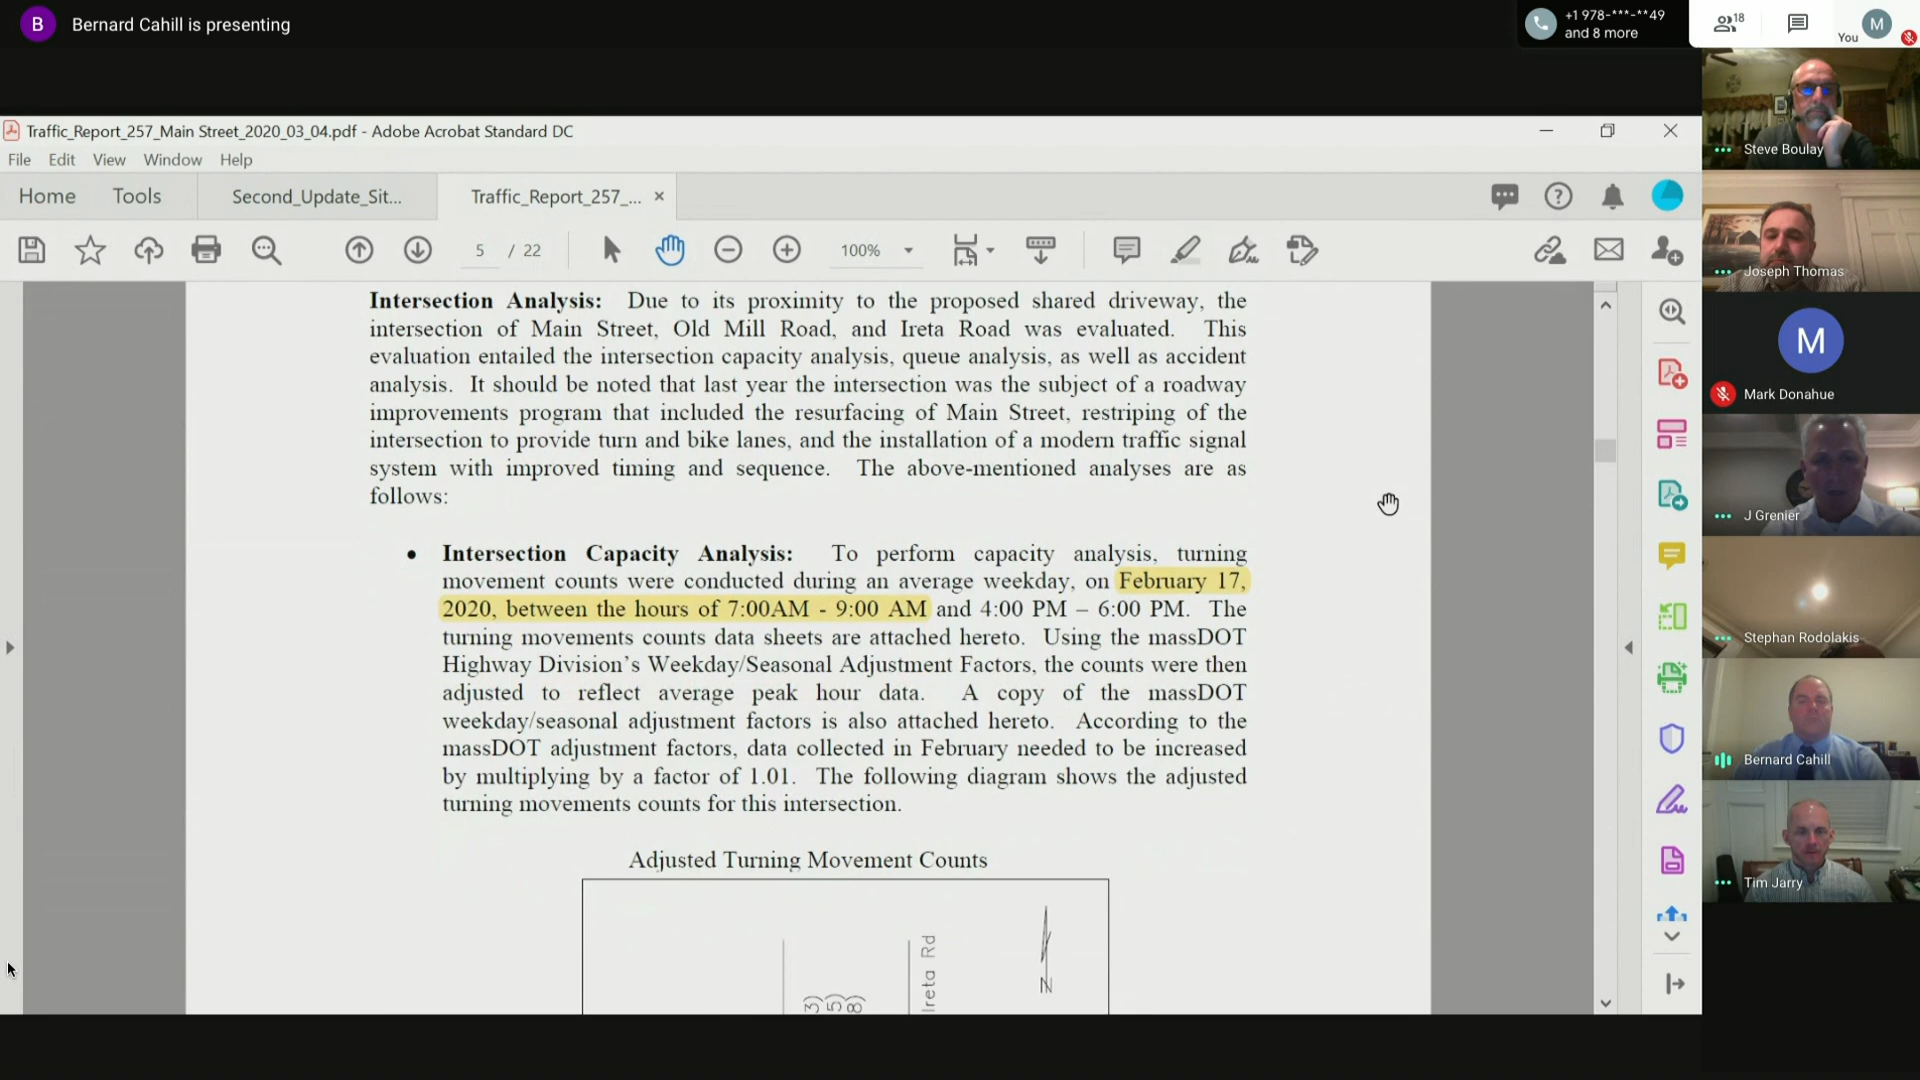 B Bernard Cahill is presenting
+1 978-***-**49
and 8 more
18
You M
Traffic_Report_257_Main Street_2020_03_04.pdf - Adobe Acrobat Standard DC
File Edit View Window Help
Home Tools Second_Update_Sit... Traffic_Report_257_... ×
5 / 22 100%
Intersection Analysis: Due to its proximity to the proposed shared driveway, the
intersection of Main Street, Old Mill Road, and Ireta Road was evaluated. This
evaluation entailed the intersection capacity analysis, queue analysis, as well as accident
analysis. It should be noted that last year the intersection was the subject of a roadway
improvements program that included the resurfacing of Main Street, restriping of the
intersection to provide turn and bike lanes, and the installation of a modern traffic signal
system with improved timing and sequence. The above-mentioned analyses are as
follows:
• Intersection Capacity Analysis: To perform capacity analysis, turning
movement counts were conducted during an average weekday, on February 17,
2020, between the hours of 7:00AM - 9:00 AM and 4:00 PM – 6:00 PM. The
turning movements counts data sheets are attached hereto. Using the massDOT
Highway Division's Weekday/Seasonal Adjustment Factors, the counts were then
adjusted to reflect average peak hour data. A copy of the massDOT
weekday/seasonal adjustment factors is also attached hereto. According to the
massDOT adjustment factors, data collected in February needed to be increased
by multiplying by a factor of 1.01. The following diagram shows the adjusted
turning movements counts for this intersection.
Adjusted Turning Movement Counts
3)
5)
8)
Ireta Rd
N
Steve Boulay
Joseph Thomas
M
Mark Donahue
J Grenier
Stephan Rodolakis
Bernard Cahill
Tim Jarry